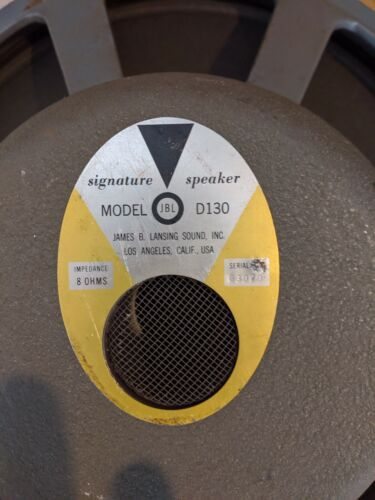 signature speaker
MODEL JBL D130
JAMES B. LANSING SOUND, INC.
LOS ANGELES, CALIF., USA
IMPEDANCE
8 OHMS
SERIAL